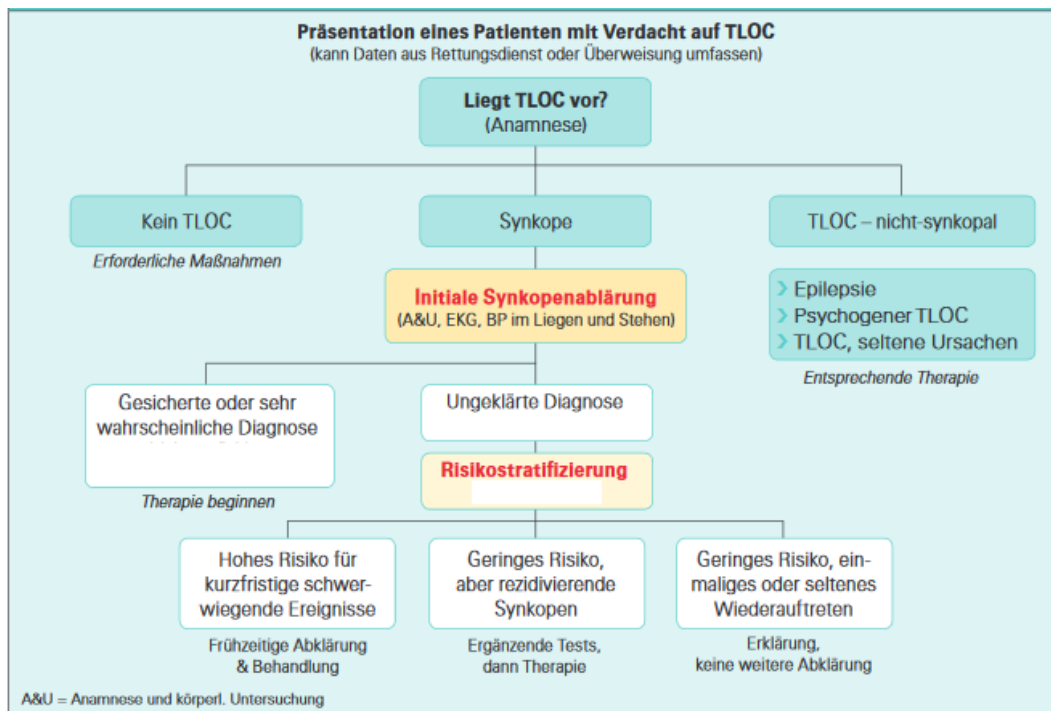 Präsentation eines Patienten mit Verdacht auf TLOC
(kann Daten aus Rettungsdienst oder Überweisung umfassen)
Liegt TLOC vor?
(Anamnese)
Kein TLOC
Erforderliche Maßnahmen
Synkope
TLOC – nicht-synkopal
Initiale Synkopenablärung
(A&U, EKG, BP im Liegen und Stehen)
Epilepsie
Psychogener TLOC
TLOC, seltene Ursachen
Entsprechende Therapie
Gesicherte oder sehr
wahrscheinliche Diagnose
Therapie beginnen
Ungeklärte Diagnose
Risikostratifizierung
Hohes Risiko für
kurzfristige schwer-
wiegende Ereignisse
Frühzeitige Abklärung
& Behandlung
Geringes Risiko,
aber rezidivierende
Synkopen
Ergänzende Tests,
dann Therapie
Geringes Risiko, ein-
maliges oder seltenes
Wiederauftreten
Erklärung,
keine weitere Abklärung
A&U = Anamnese und körperl. Untersuchung